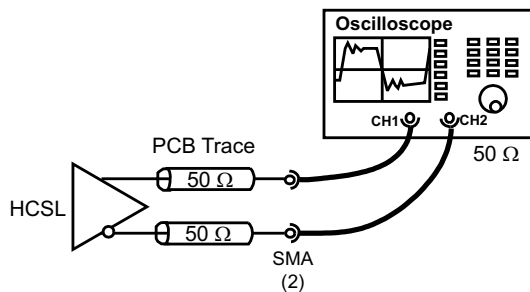 Oscilloscope
CH1
CH2
50 Ω
PCB Trace
50 Ω
HCSL
50 Ω
SMA
(2)